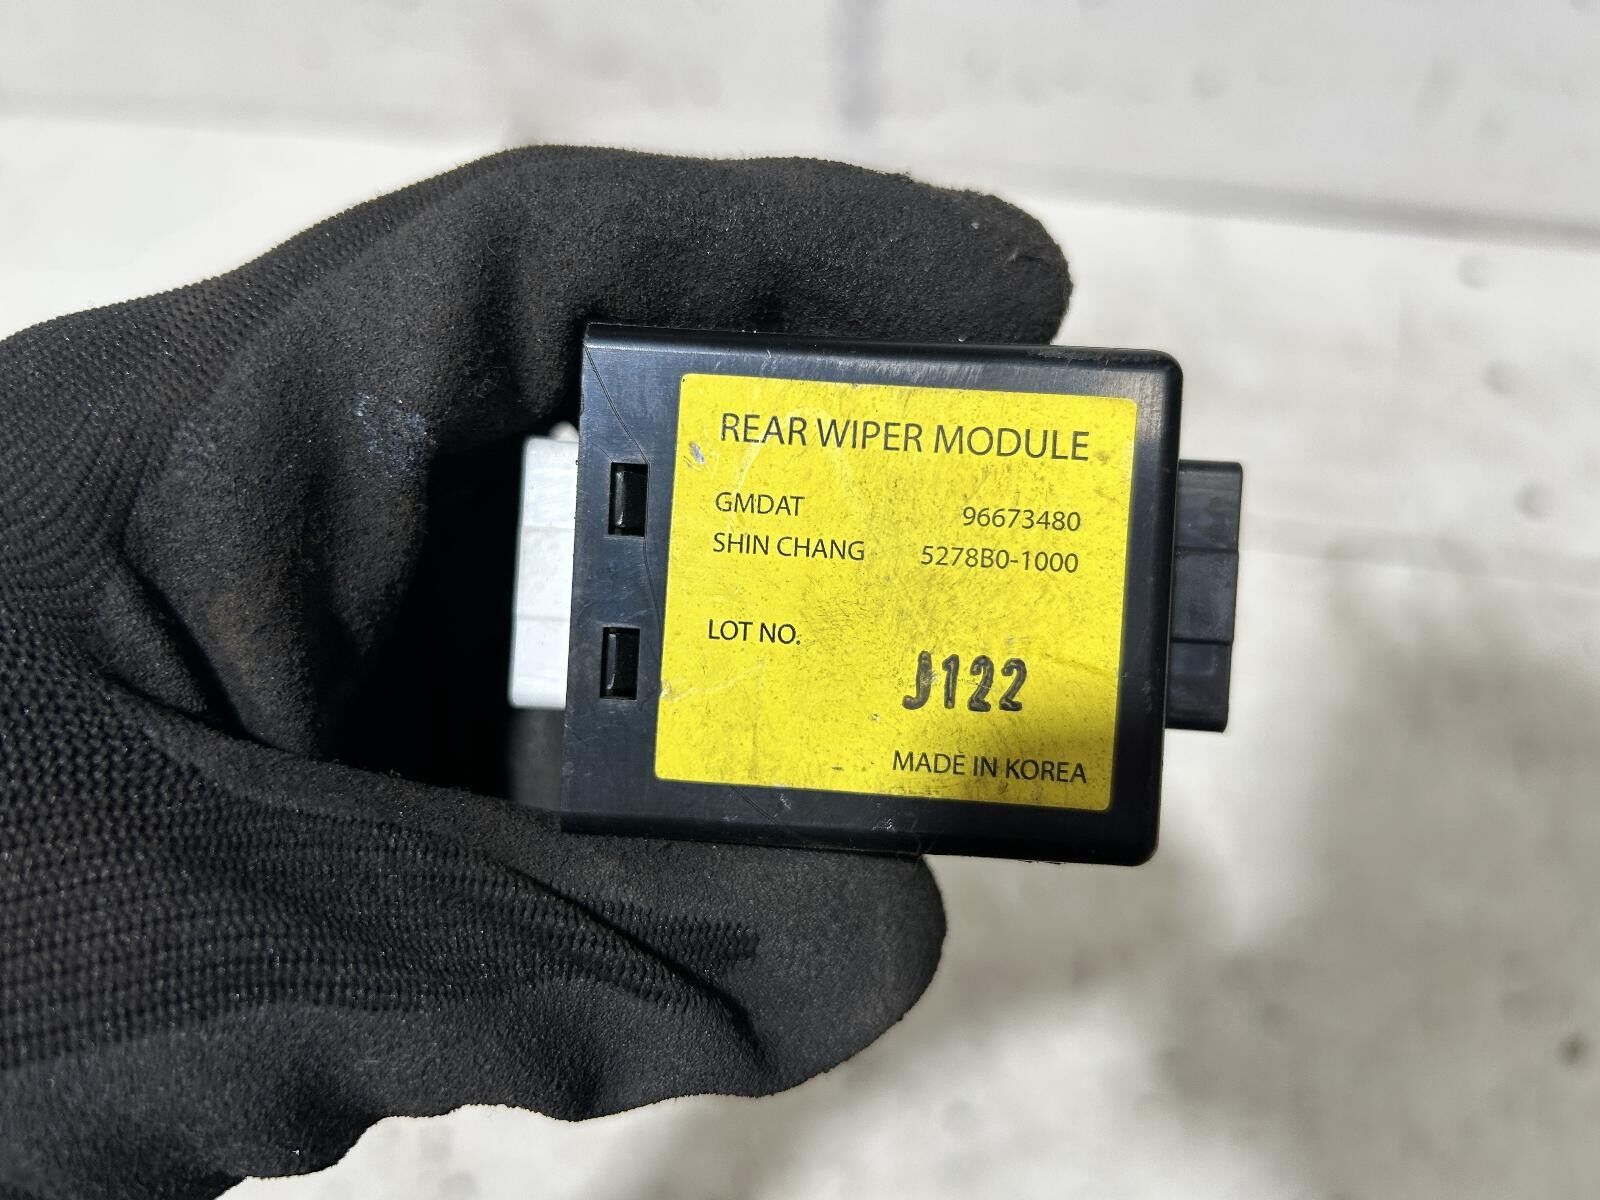 REAR WIPER MODULE
GMDAT 96673480
SHIN CHANG 5278B0-1000
LOT NO.
J122
MADE IN KOREA